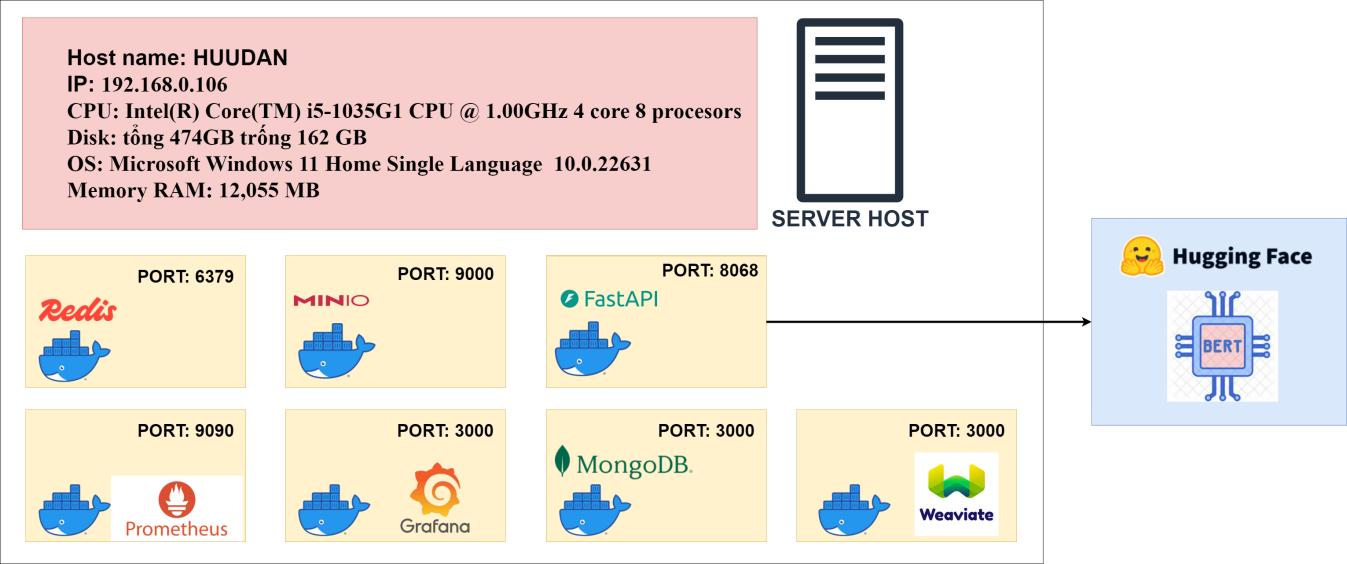 Host name: HUUDAN
IP: 192.168.0.106
CPU: Intel(R) Core(TM) i5-1035G1 CPU @ 1.00GHz 4 core 8 procesors
Disk: tổng 474GB trống 162 GB
OS: Microsoft Windows 11 Home Single Language 10.0.22631
Memory RAM: 12,055 MB
SERVER HOST
PORT: 6379
Redis
PORT: 9000
MINIO
PORT: 8068
FastAPI
Hugging Face
BERT
PORT: 9090
Prometheus
PORT: 3000
Grafana
PORT: 3000
MongoDB.
PORT: 3000
Weaviate